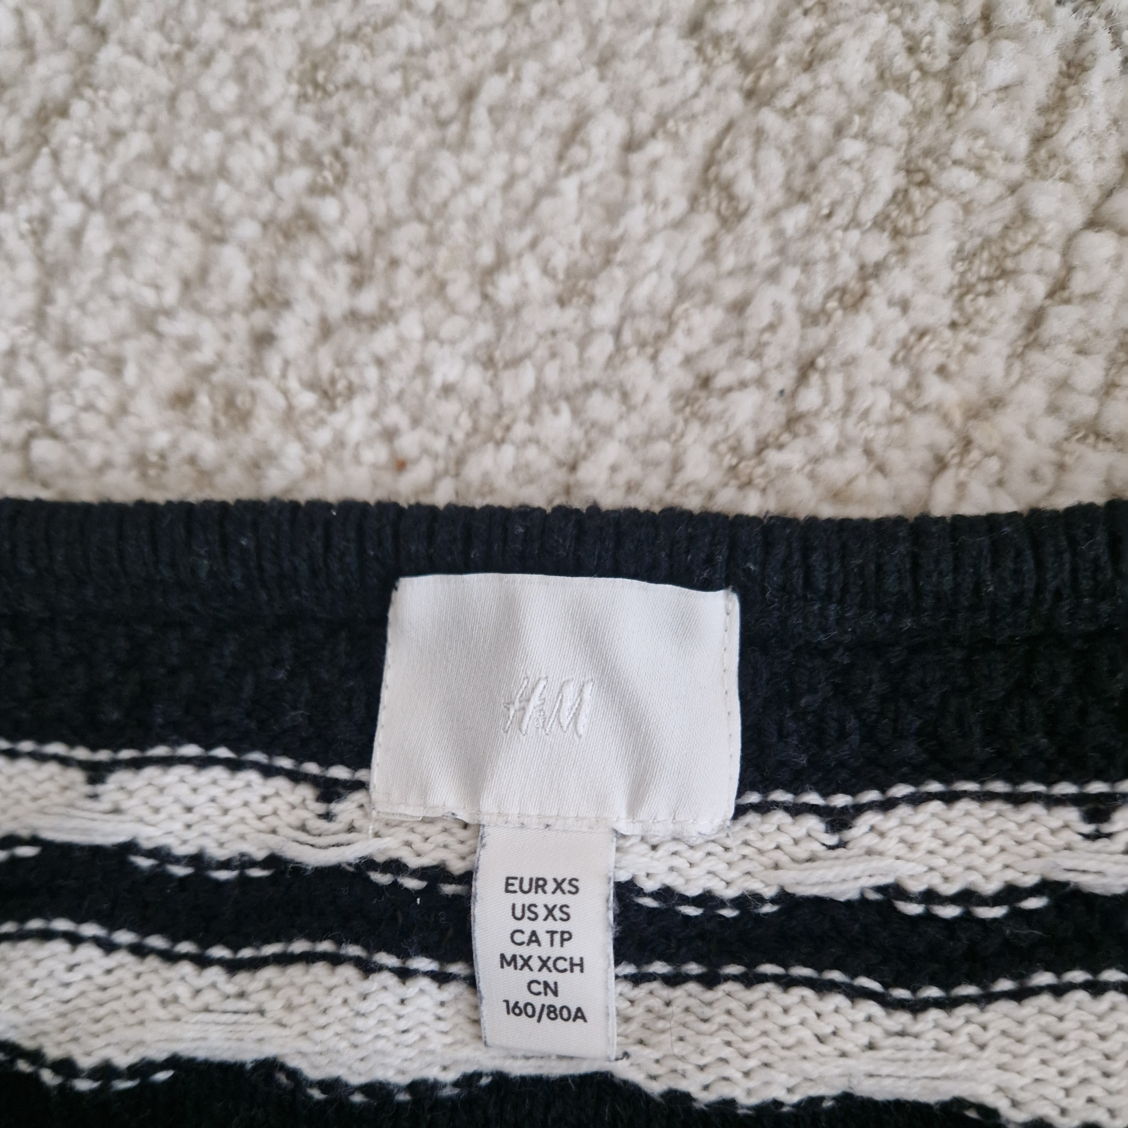 H&M
EUR XS
US XS
CA TP
MX XCH
CN
160/80A